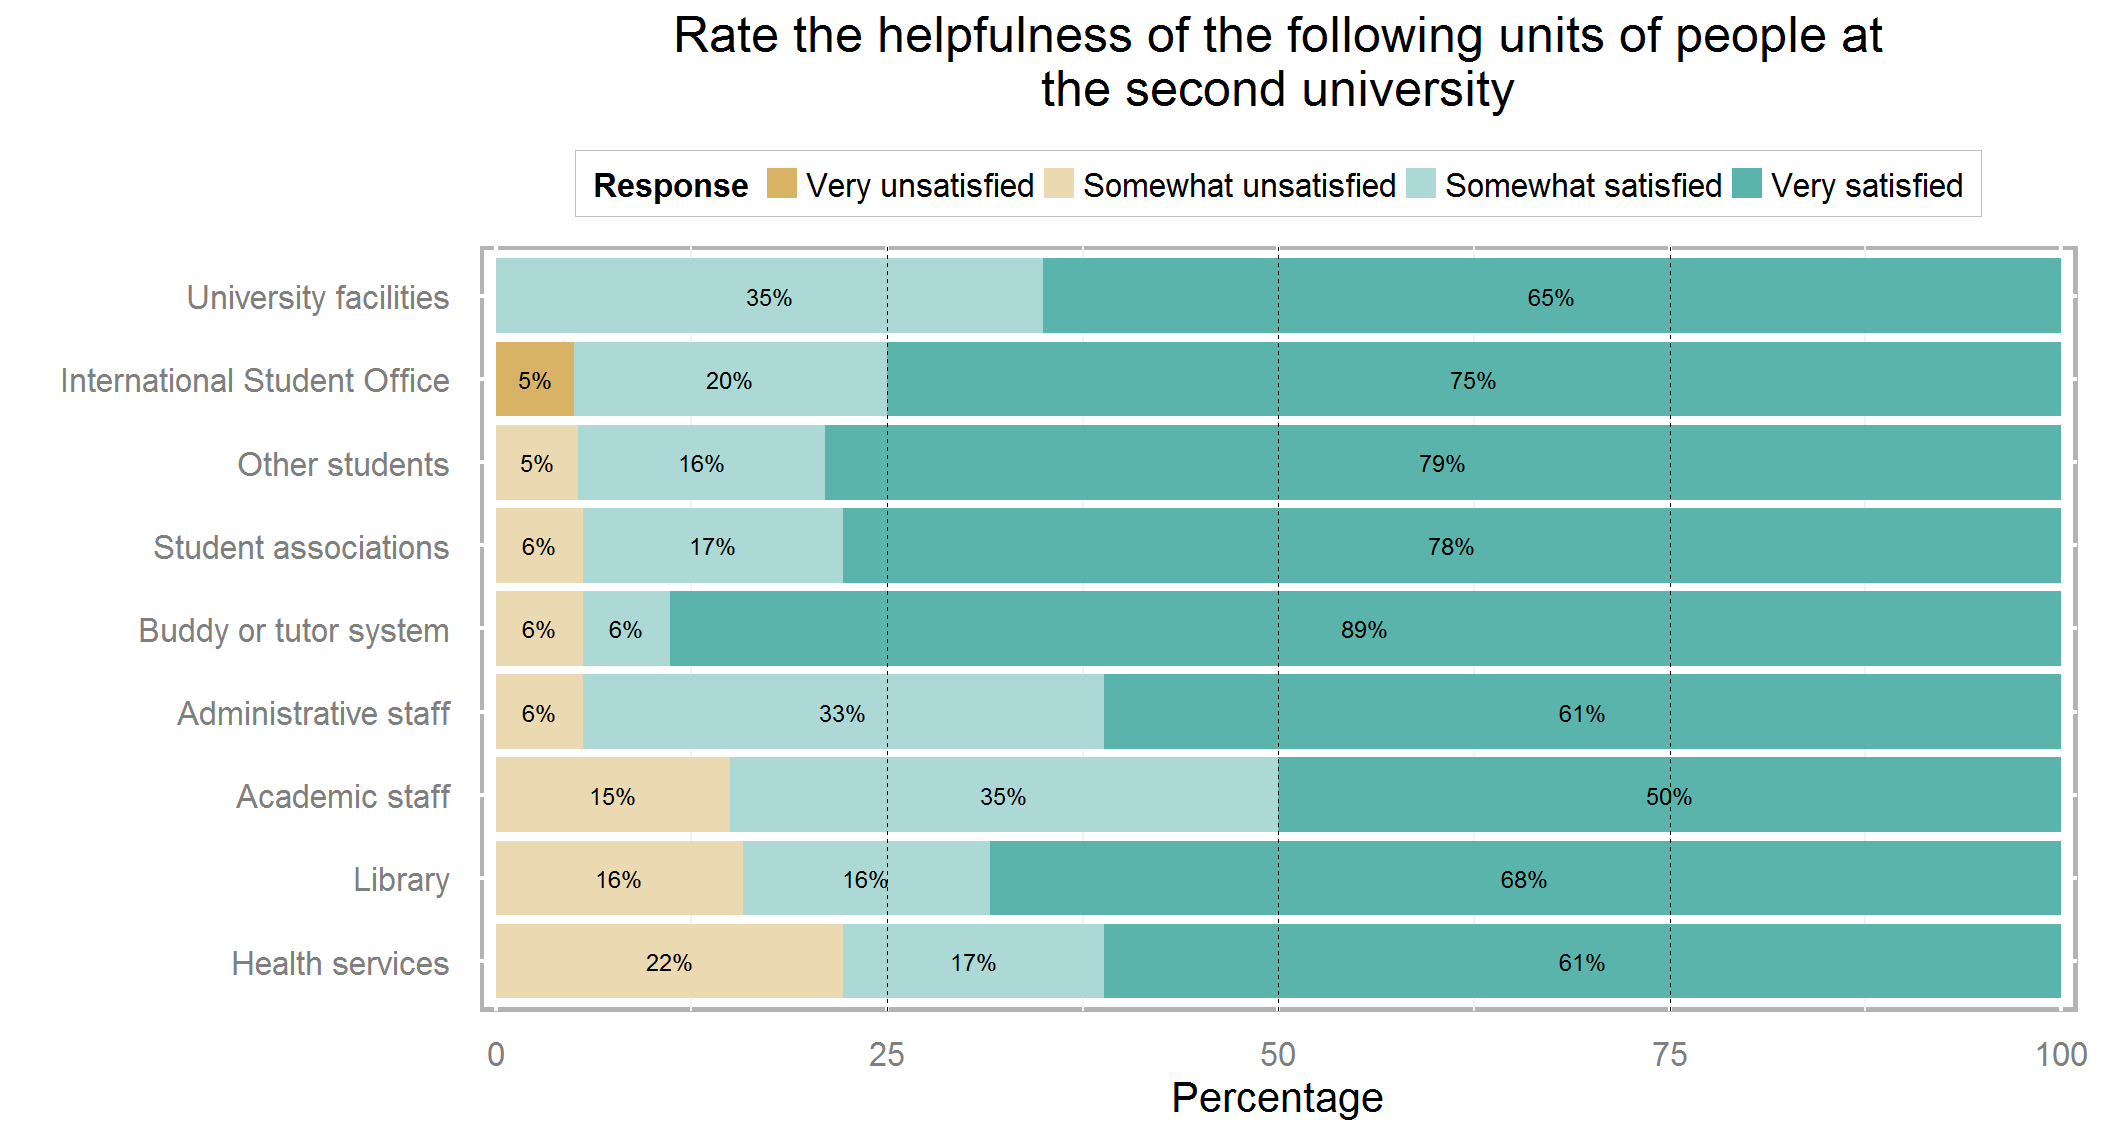 Rate the helpfulness of the following units of people at
the second university
Response Very unsatisfied Somewhat unsatisfied Somewhat satisfied Very satisfied
University facilities 35% 65%
International Student Office 5% 20% 75%
Other students 5% 16% 79%
Student associations 6% 17% 78%
Buddy or tutor system 6% 6% 89%
Administrative staff 6% 33% 61%
Academic staff 15% 35% 50%
Library 16% 16% 68%
Health services 22% 17% 61%
0 25 50 75 100
Percentage